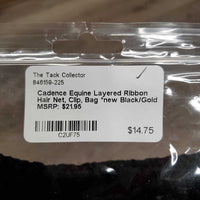 The Tack Collector
846159-225
Cadence Equine Layered Ribbon
Hair Net, Clip, Bag *new Black/Gold
MSRP: $21.95
C2UF75
$14.75